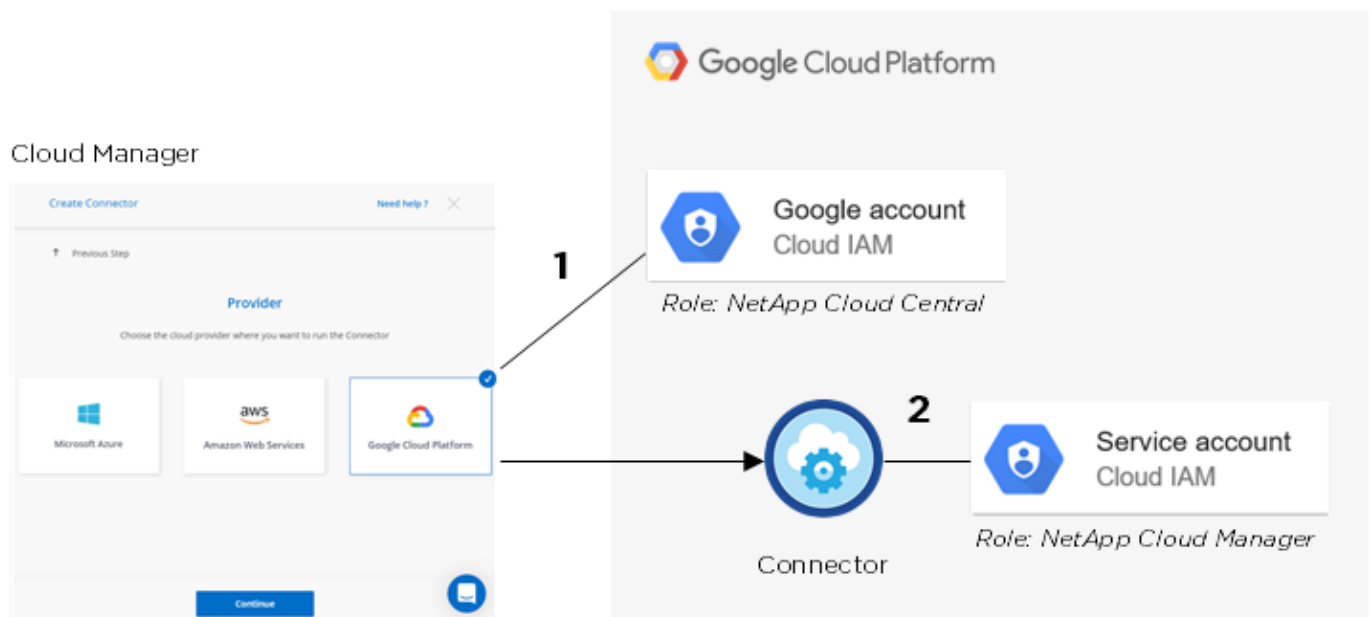 Google Cloud Platform
Cloud Manager
Create Connector
Need help ?
Previous Step
Provider
Choose the cloud provider where you want to run the Connector
Microsoft Azure
aws
Amazon Web Services
Google Cloud Platform
Continue
1
Google account
Cloud IAM
Role: NetApp Cloud Central
2
Service account
Cloud IAM
Role: NetApp Cloud Manager
Connector